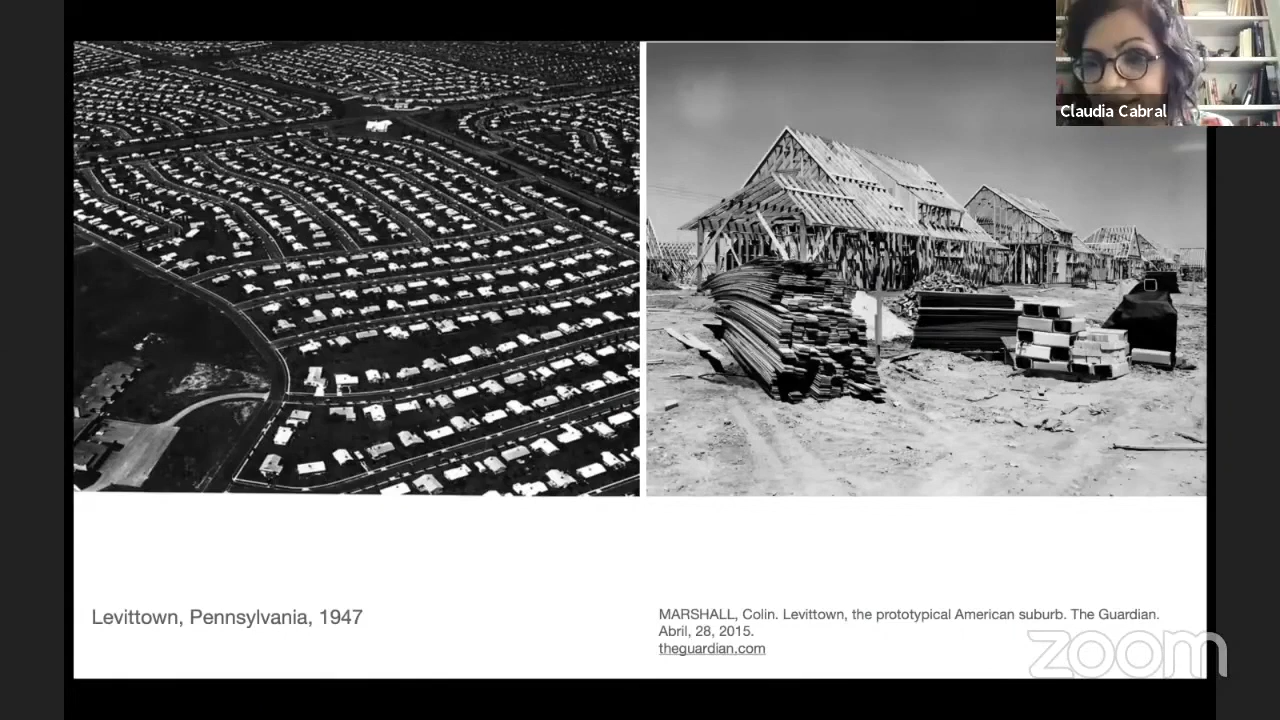 Claudia Cabral
Levittown, Pennsylvania, 1947
MARSHALL, Colin. Levittown, the prototypical American suburb. The Guardian.
Abril, 28, 2015.
theguardian.com
zoom